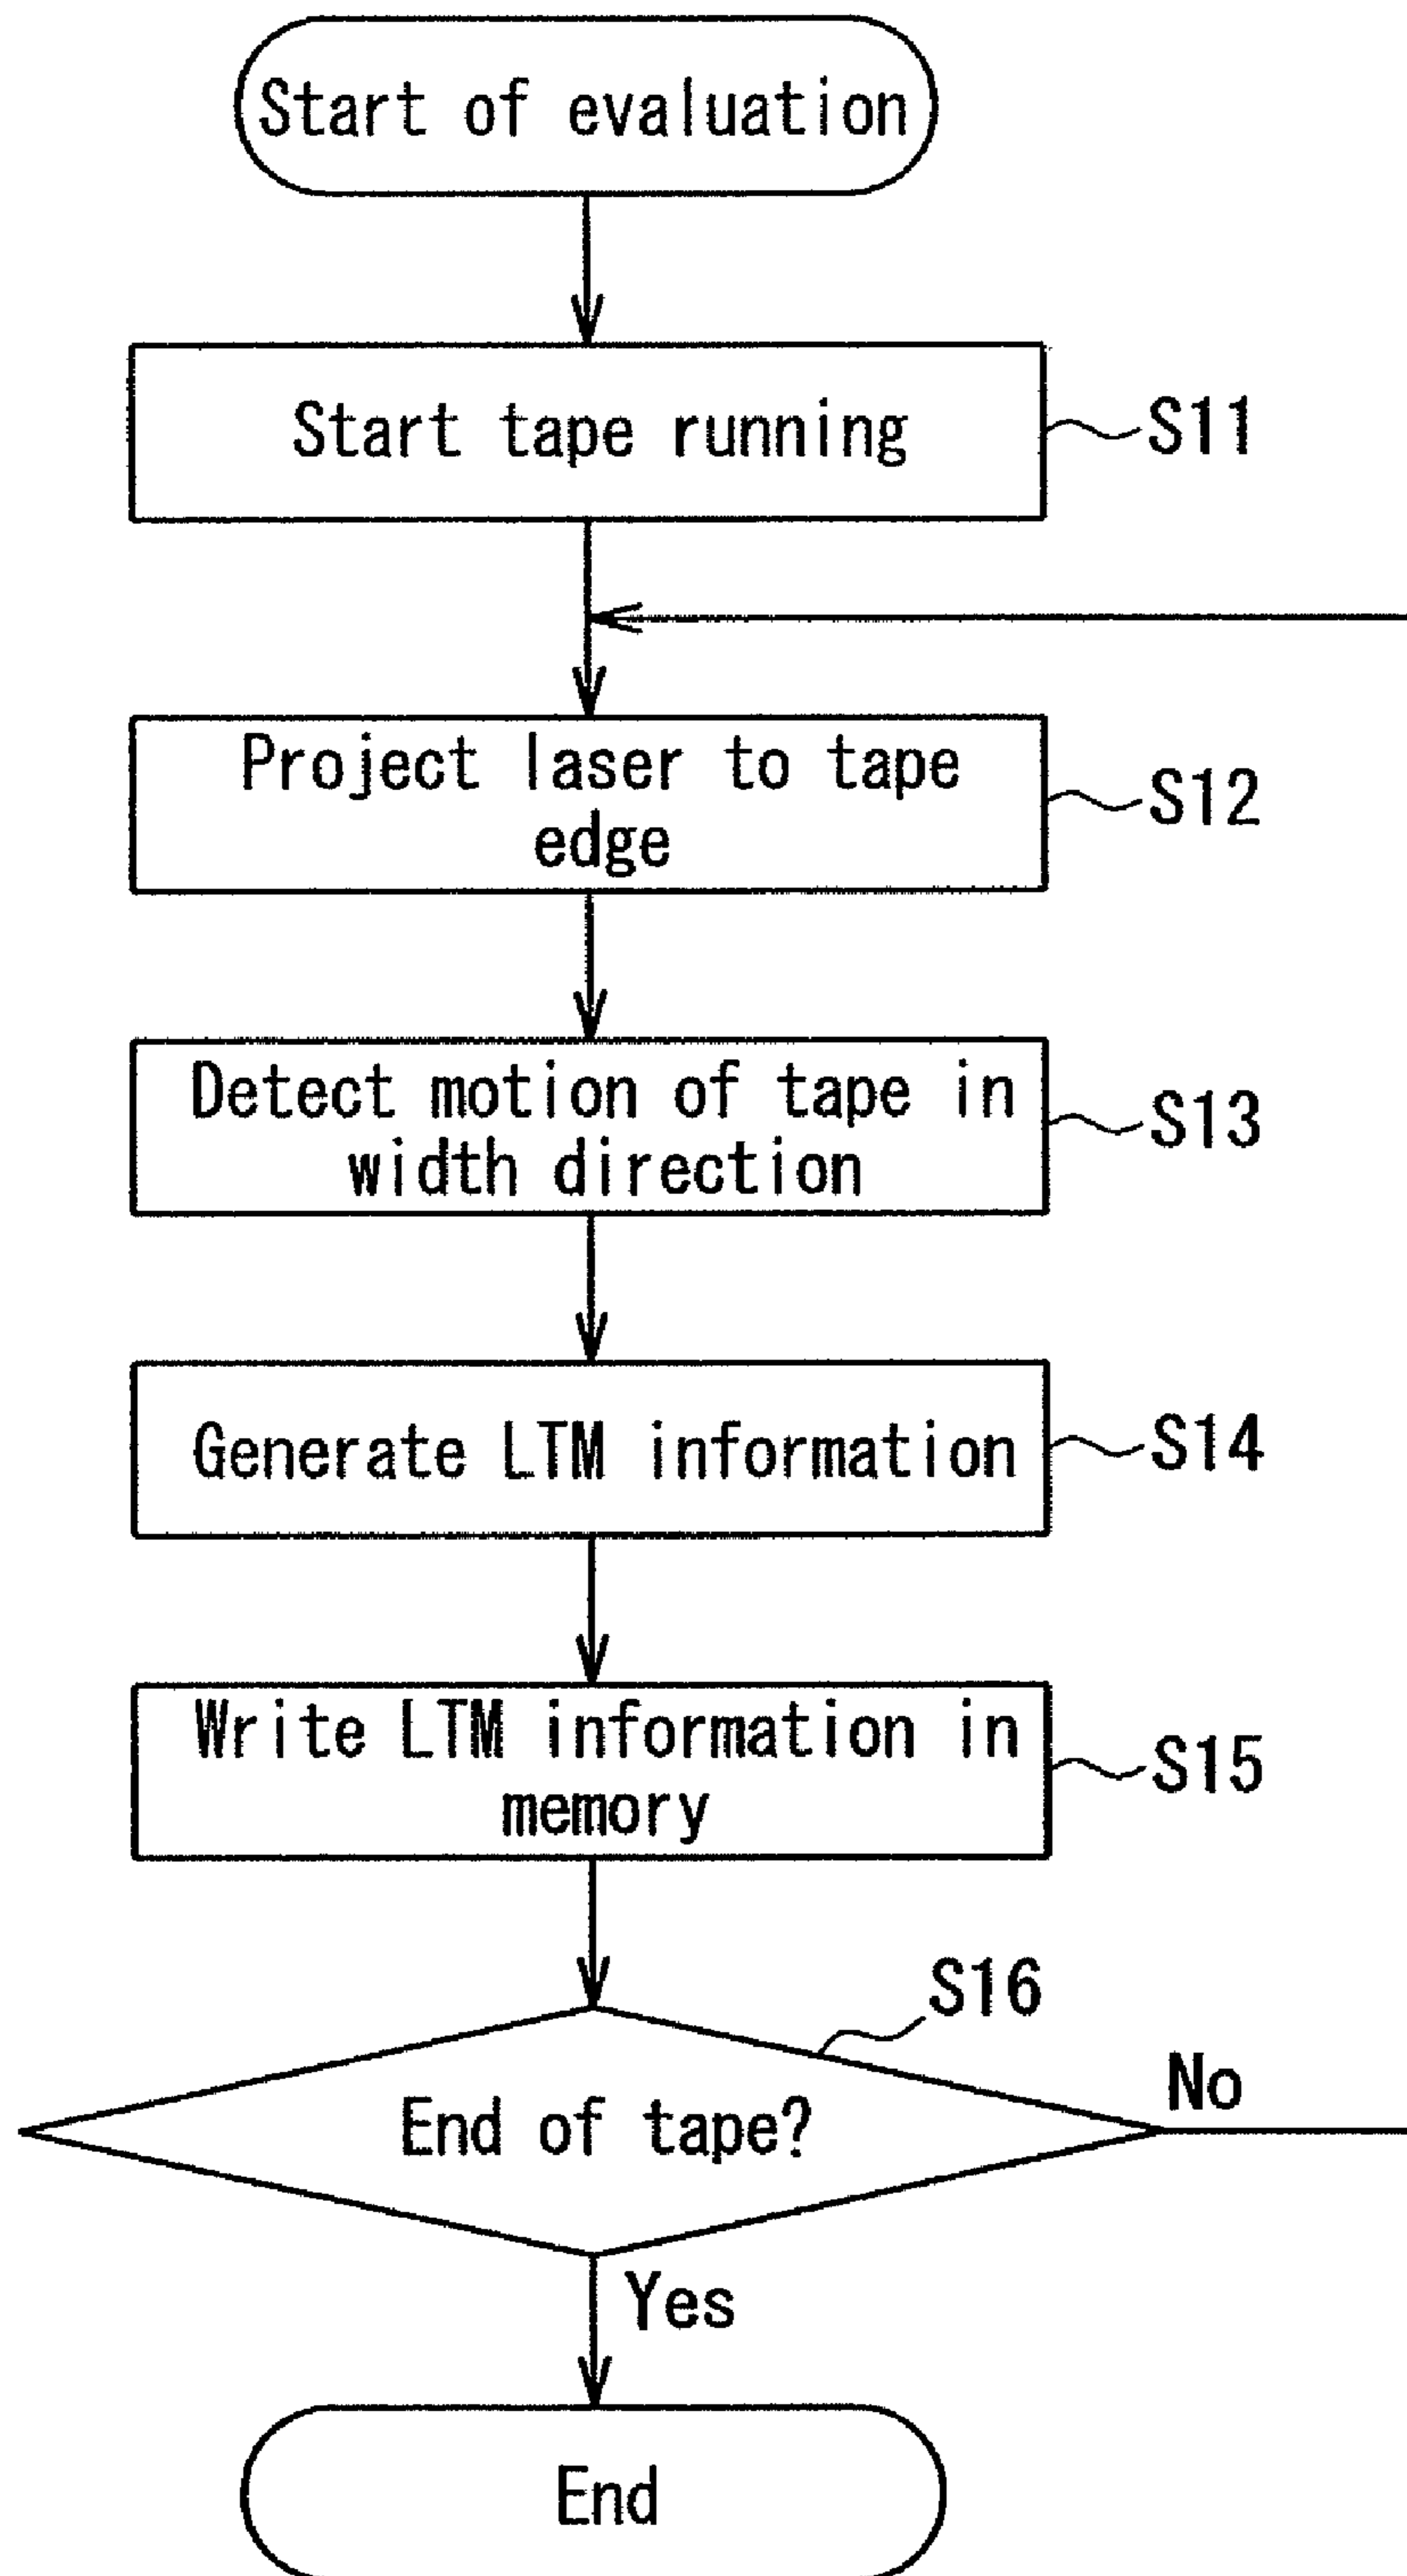 Start of evaluation
Start tape running
S11
Project laser to tape
edge
S12
Detect motion of tape in
width direction
S13
Generate LTM information
S14
Write LTM information in
memory
S15
S16
End of tape?
No
Yes
End